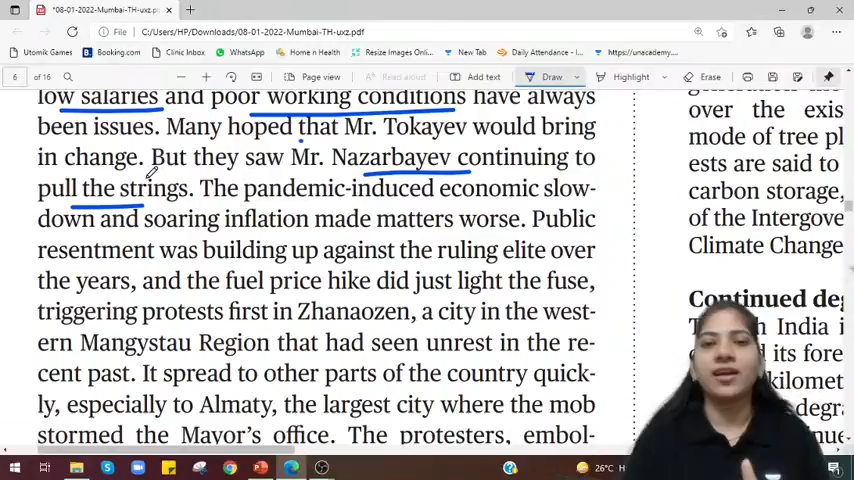 *08-01-2022-Mumbai-TH-uxz.pdf
File
C:/Users/HP/Downloads/08-01-2022-Mumbai-TH-uxz.pdf
Utomik Games
Booking.com
Clinic Inbox
WhatsApp
Home n Health
Resize Images Onl...
New Tab
Daily Attendance - I...
https://unacademy....
6 of 16
Page view
Read aloud
Add text
Draw
Highlight
Erase
Share
low salaries and poor working conditions have always
been issues. Many hoped that Mr. Tokayev would bring
in change. But they saw Mr. Nazarbayev continuing to
pull the strings. The pandemic-induced economic slow-
down and soaring inflation made matters worse. Public
resentment was building up against the ruling elite over
the years, and the fuel price hike did just light the fuse,
triggering protests first in Zhanaozen, a city in the west-
ern Mangystau Region that had seen unrest in the re-
cent past. It spread to other parts of the country quick-
ly, especially to Almaty, the largest city where the mob
stormed the Mayor's office. The protesters, embol-
over the exis
mode of tree pl
ests are said to
carbon storage,
of the Intergove
Climate Change
Continued deg
India i
its fore
kilomet
degra
26°C